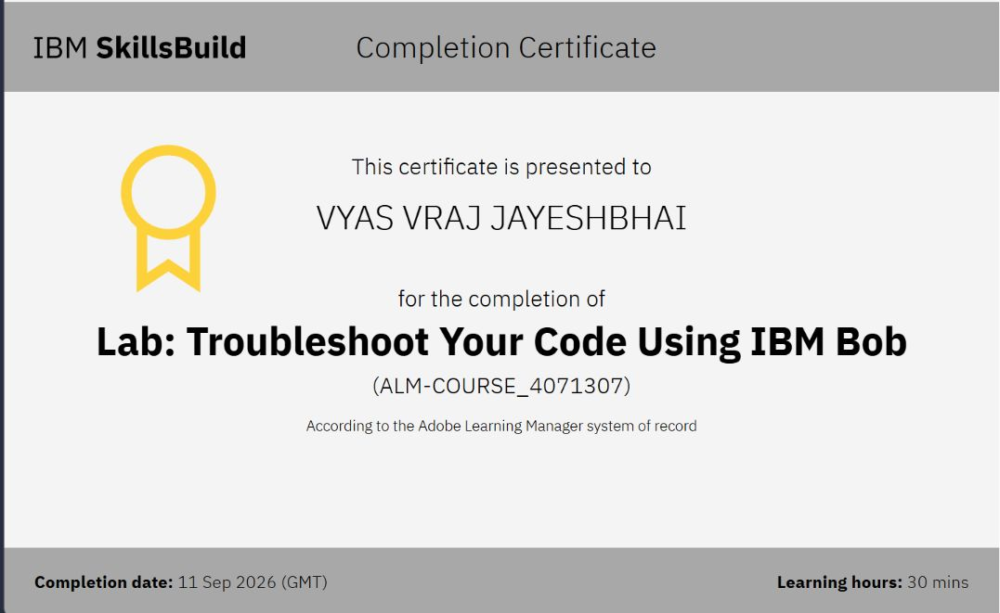 IBM SkillsBuild
Completion Certificate
This certificate is presented to
VYAS VRAJ JAYESHBHAI
for the completion of
Lab: Troubleshoot Your Code Using IBM Bob
(ALM-COURSE_4071307)
According to the Adobe Learning Manager system of record
Completion date: 11 Sep 2026 (GMT)
Learning hours: 30 mins